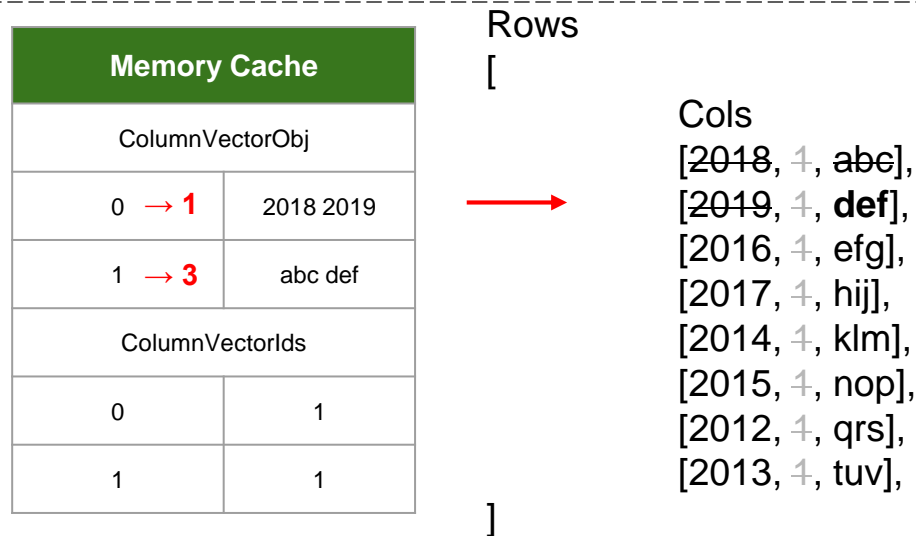 Memory Cache
ColumnVectorObj
0 → 1 2018 2019
1 → 3 abc def
ColumnVectorIds
0 1
1 1
Rows
[
Cols
[2018, 1, abc],
[2019, 1, def],
[2016, 1, efg],
[2017, 1, hij],
[2014, 1, klm],
[2015, 1, nop],
[2012, 1, qrs],
[2013, 1, tuv],
]